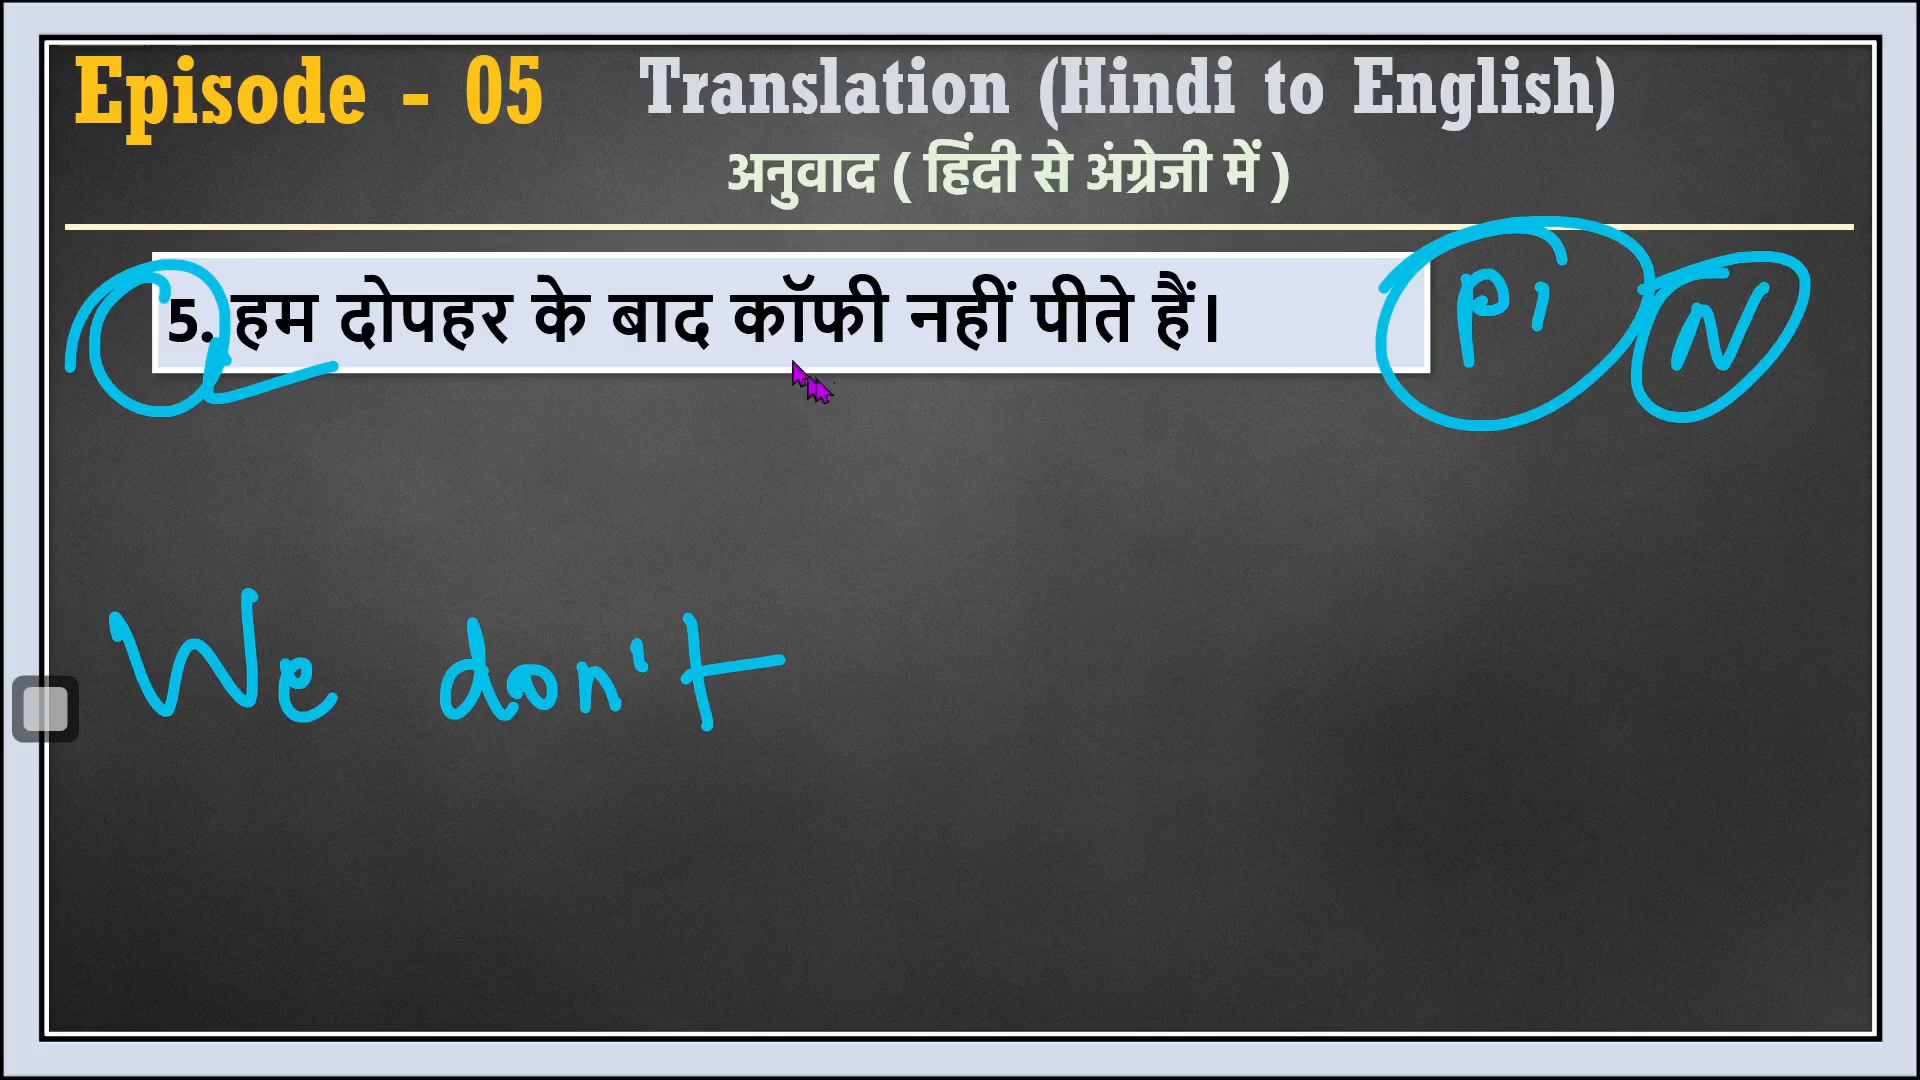 Episode - 05 Translation (Hindi to English)
अनुवाद ( हिंदी से अंग्रेजी में )
5. हम दोपहर के बाद कॉफी नहीं पीते हैं।
Pi N
We don't